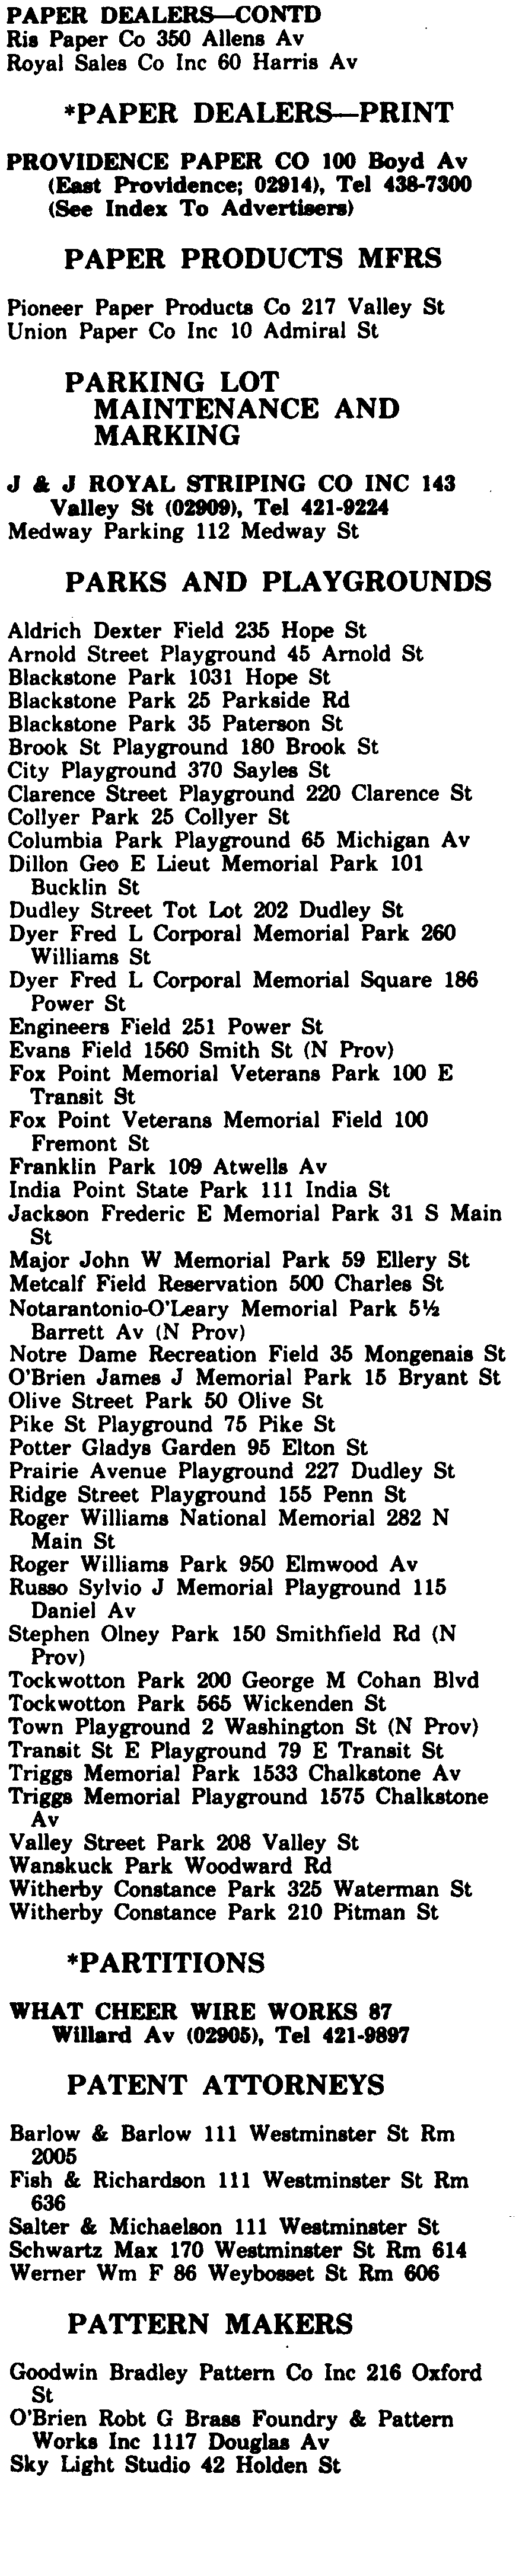 PAPER DEALERS—CONTD
Ris Paper Co 350 Allens Av
Royal Sales Co Inc 60 Harris Av
*PAPER DEALERS—PRINT
PROVIDENCE PAPER CO 100 Boyd Av
(East Providence; 02914), Tel 438-7300
(See Index To Advertisers)
PAPER PRODUCTS MFRS
Pioneer Paper Products Co 217 Valley St
Union Paper Co Inc 10 Admiral St
PARKING LOT
MAINTENANCE AND
MARKING
J & J ROYAL STRIPING CO INC 143
Valley St (02909), Tel 421-9224
Medway Parking 112 Medway St
PARKS AND PLAYGROUNDS
Aldrich Dexter Field 235 Hope St
Arnold Street Playground 45 Arnold St
Blackstone Park 1031 Hope St
Blackstone Park 25 Parkside Rd
Blackstone Park 35 Paterson St
Brook St Playground 180 Brook St
City Playground 370 Sayles St
Clarence Street Playground 220 Clarence St
Collyer Park 25 Collyer St
Columbia Park Playground 65 Michigan Av
Dillon Geo E Lieut Memorial Park 101
Bucklin St
Dudley Street Tot Lot 202 Dudley St
Dyer Fred L Corporal Memorial Park 260
Williams St
Dyer Fred L Corporal Memorial Square 186
Power St
Engineers Field 251 Power St
Evans Field 1560 Smith St (N Prov)
Fox Point Memorial Veterans Park 100 E
Transit St
Fox Point Veterans Memorial Field 100
Fremont St
Franklin Park 109 Atwells Av
India Point State Park 111 India St
Jackson Frederic E Memorial Park 31 S Main
St
Major John W Memorial Park 59 Ellery St
Metcalf Field Reservation 500 Charles St
Notarantonio-O'Leary Memorial Park 5½
Barrett Av (N Prov)
Notre Dame Recreation Field 35 Mongenais St
O'Brien James J Memorial Park 15 Bryant St
Olive Street Park 50 Olive St
Pike St Playground 75 Pike St
Potter Gladys Garden 95 Elton St
Prairie Avenue Playground 227 Dudley St
Ridge Street Playground 155 Penn St
Roger Williams National Memorial 282 N
Main St
Roger Williams Park 950 Elmwood Av
Russo Sylvio J Memorial Playground 115
Daniel Av
Stephen Olney Park 150 Smithfield Rd (N
Prov)
Tockwotton Park 200 George M Cohan Blvd
Tockwotton Park 565 Wickenden St
Town Playground 2 Washington St (N Prov)
Transit St E Playground 79 E Transit St
Triggs Memorial Park 1533 Chalkstone Av
Triggs Memorial Playground 1575 Chalkstone
Av
Valley Street Park 208 Valley St
Wanskuck Park Woodward Rd
Witherby Constance Park 325 Waterman St
Witherby Constance Park 210 Pitman St
*PARTITIONS
WHAT CHEER WIRE WORKS 87
Willard Av (02905), Tel 421-9897
PATENT ATTORNEYS
Barlow & Barlow 111 Westminster St Rm
2005
Fish & Richardson 111 Westminster St Rm
636
Salter & Michaelson 111 Westminster St
Schwartz Max 170 Westminster St Rm 614
Werner Wm F 86 Weybosset St Rm 606
PATTERN MAKERS
Goodwin Bradley Pattern Co Inc 216 Oxford
St
O'Brien Robt G Brass Foundry & Pattern
Works Inc 1117 Douglas Av
Sky Light Studio 42 Holden St